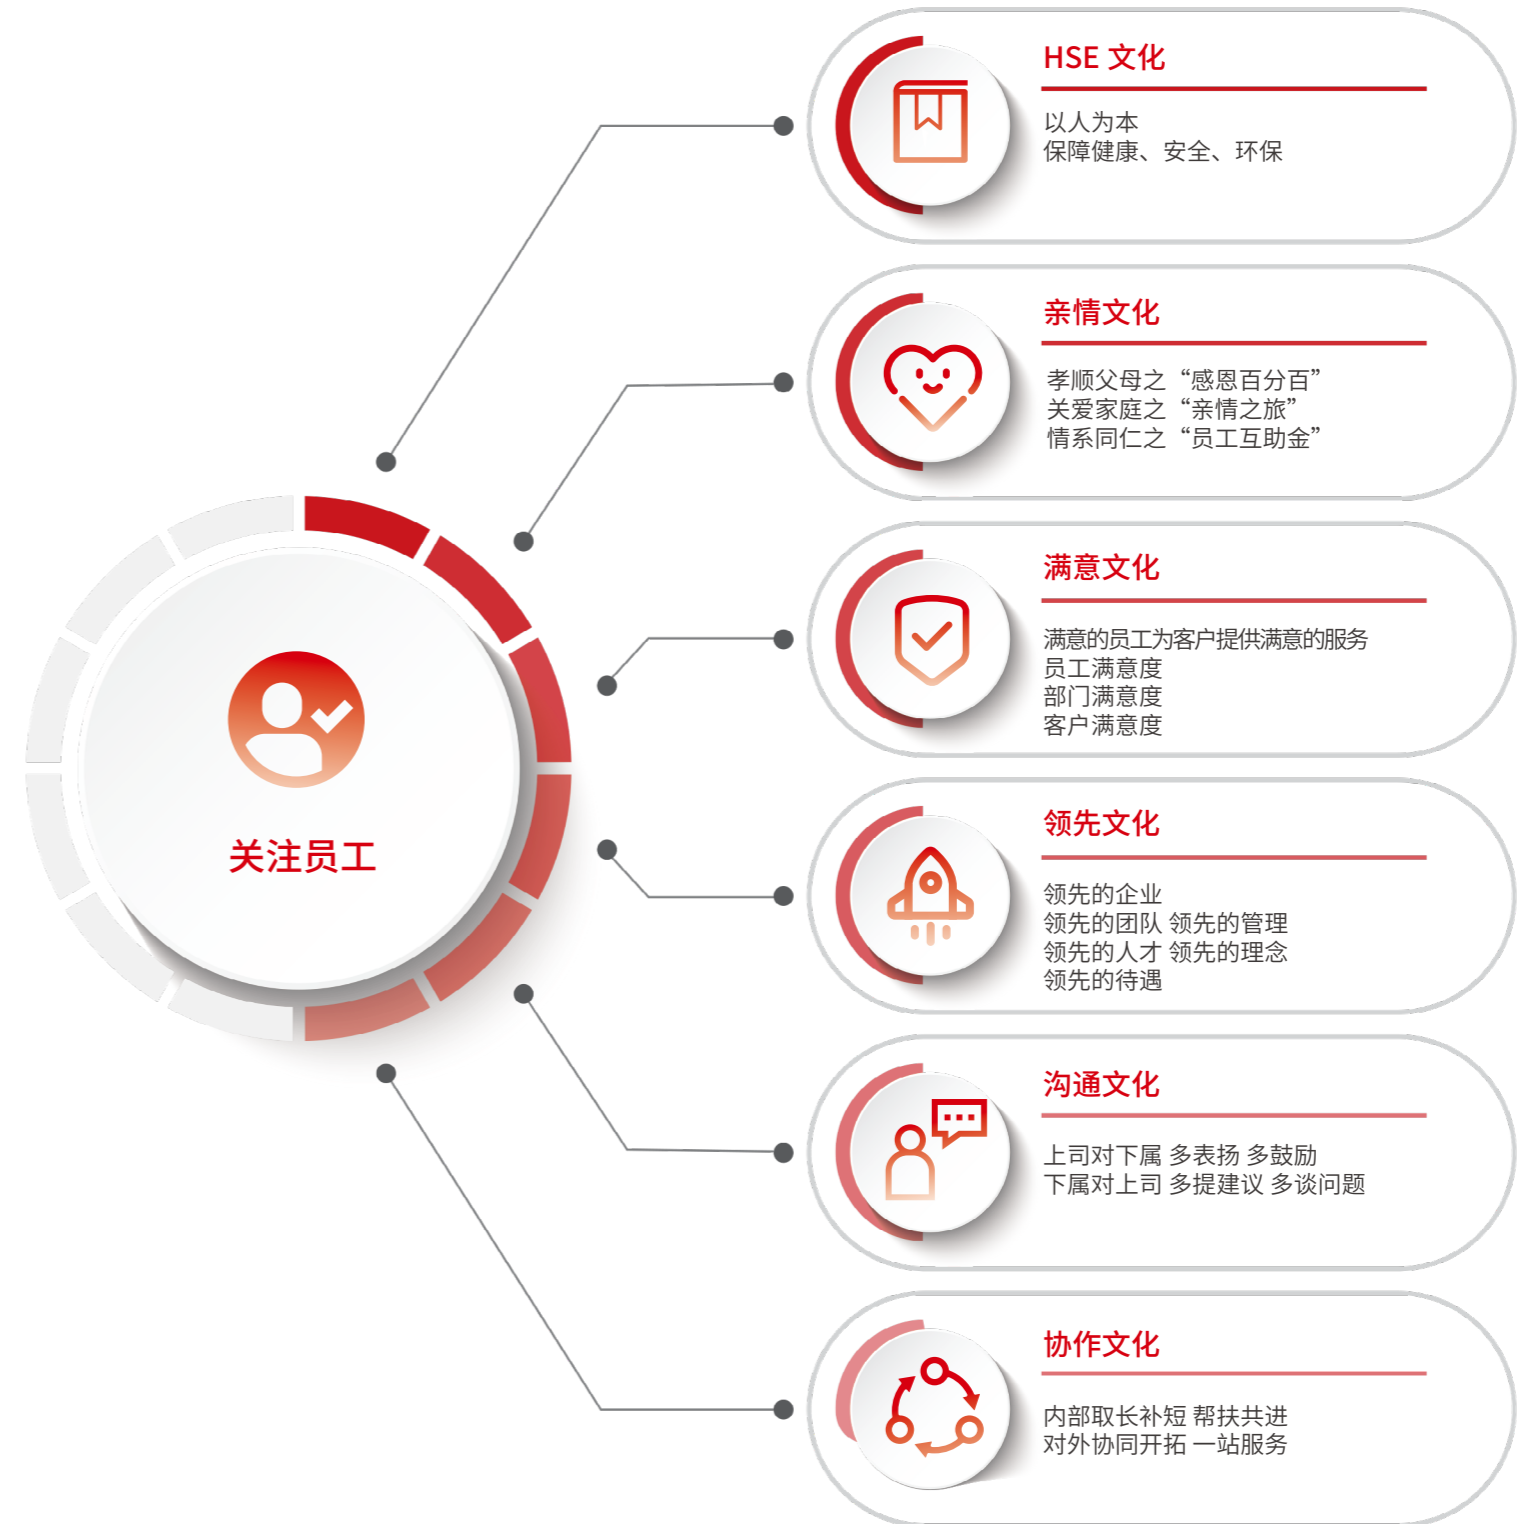 关注员工
HSE 文化
以人为本
保障健康、安全、环保
亲情文化
孝顺父母之“感恩百分百”
关爱家庭之“亲情之旅”
情系同仁之“员工互助金”
满意文化
满意的员工为客户提供满意的服务
员工满意度
部门满意度
客户满意度
领先文化
领先的企业
领先的团队 领先的管理
领先的人才 领先的理念
领先的待遇
沟通文化
上司对下属 多表扬 多鼓励
下属对上司 多提建议 多谈问题
协作文化
内部取长补短 帮扶共进
对外协同开拓 一站服务